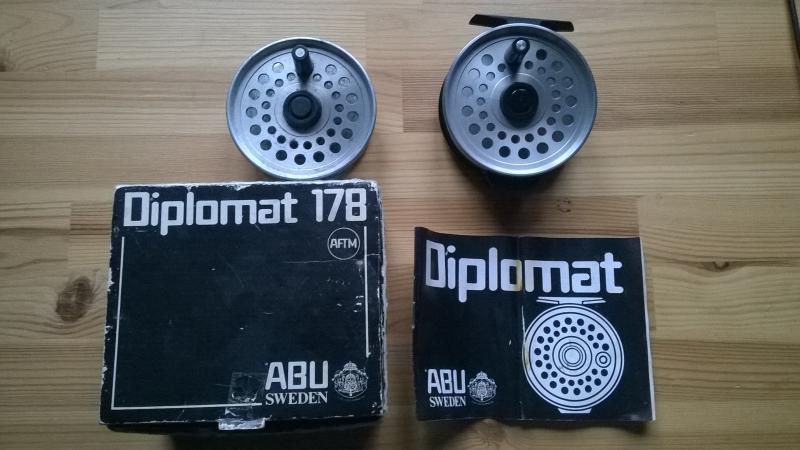 Diplomat 178
AFTM
ABU
SWEDEN
Diplomat
ABU
SWEDEN